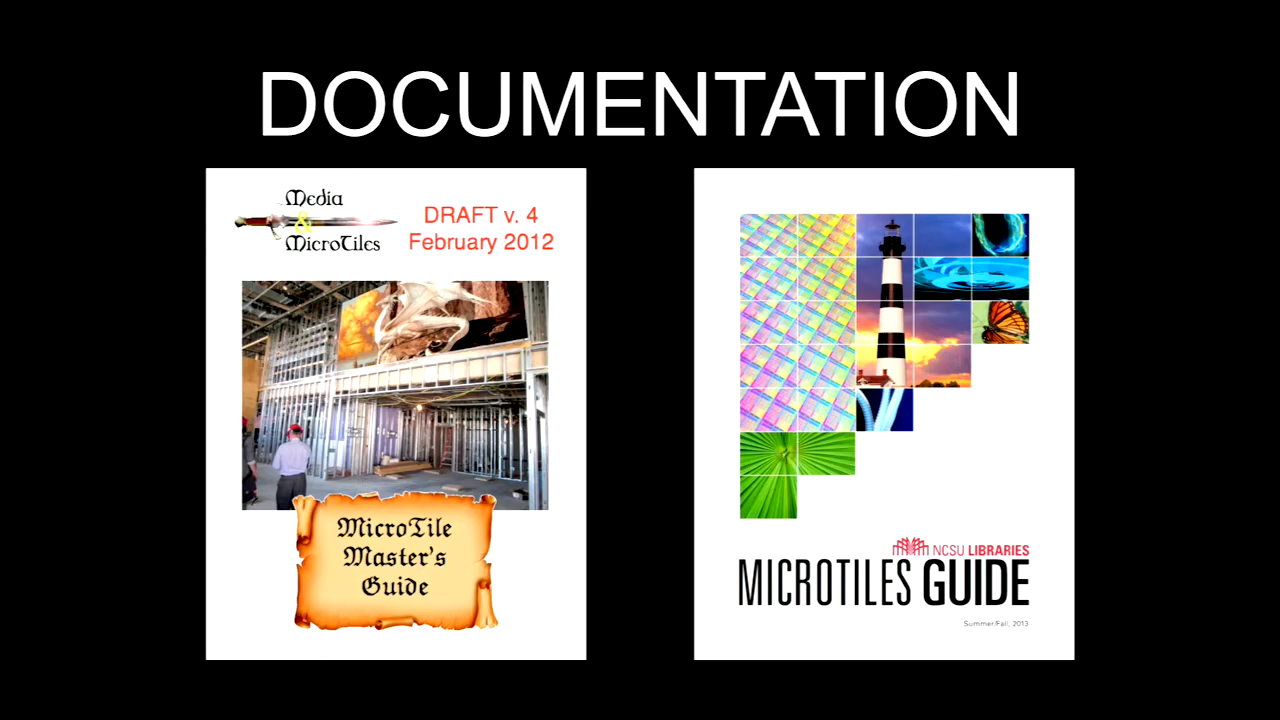 DOCUMENTATION
Media
&
MicroTiles
DRAFT v. 4
February 2012
MicroTile
Master's
Guide
NCSU LIBRARIES
MICROTILES GUIDE
Summer/Fall, 2013